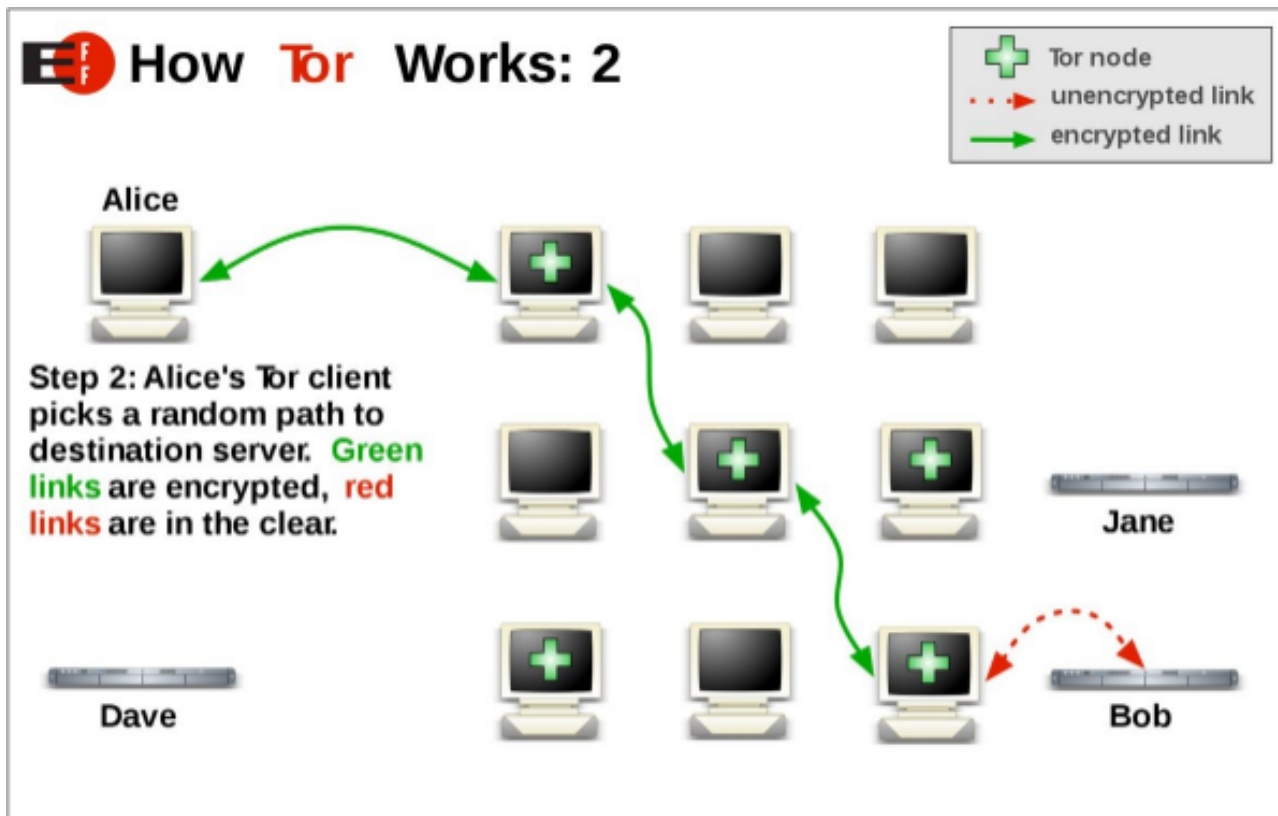 EFF How Tor Works: 2
Tor node
unencrypted link
encrypted link
Alice
Step 2: Alice's Tor client
picks a random path to
destination server. Green
links are encrypted, red
links are in the clear.
Jane
Dave
Bob